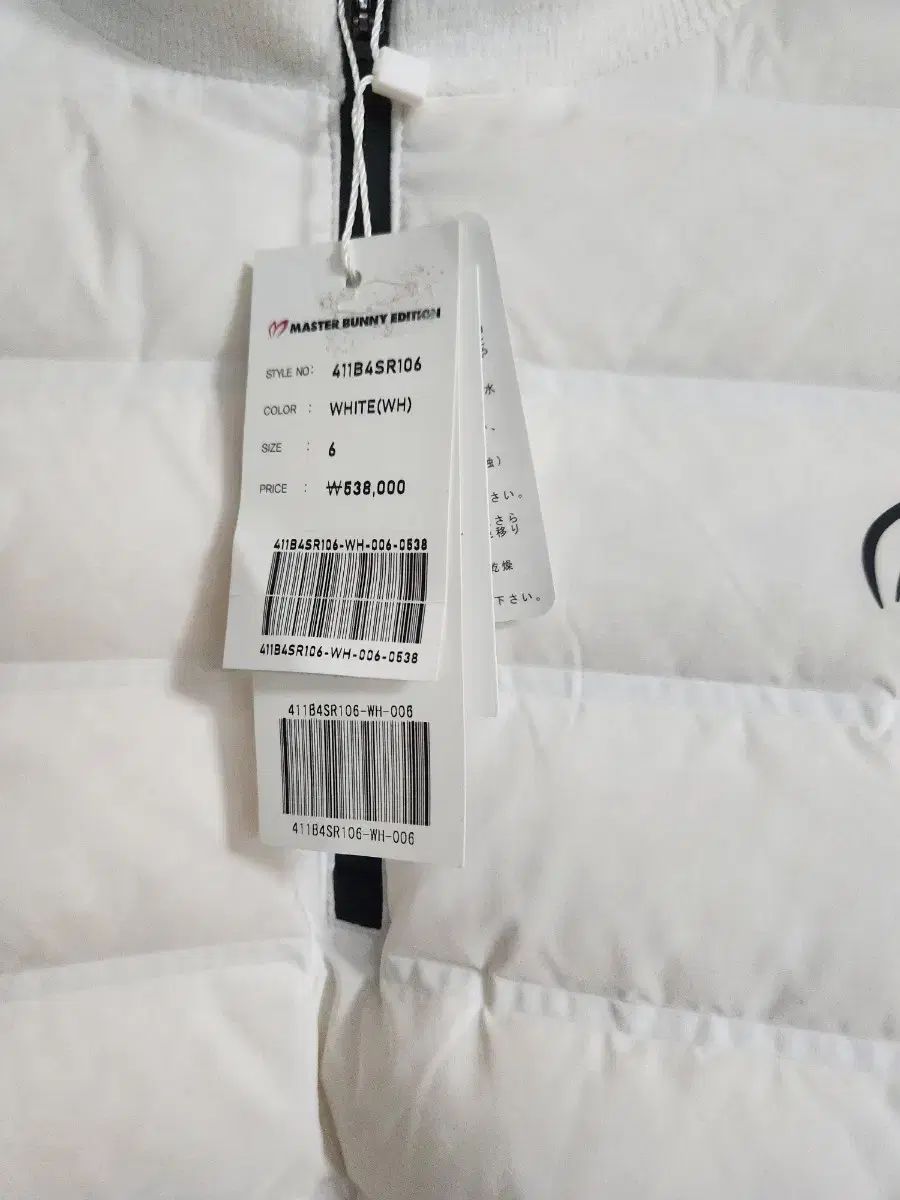 MASTER BUNNY EDITION
STYLE NO: 411B4SR106
COLOR : WHITE(WH)
SIZE : 6
PRICE : ₩538,000
411B4SR106-WH-006-0538
411B4SR106-WH-006-0538
411B4SR106-WH-006
411B4SR106-WH-006
水
、
)
さい。
さら
移り
乾燥
下さい。